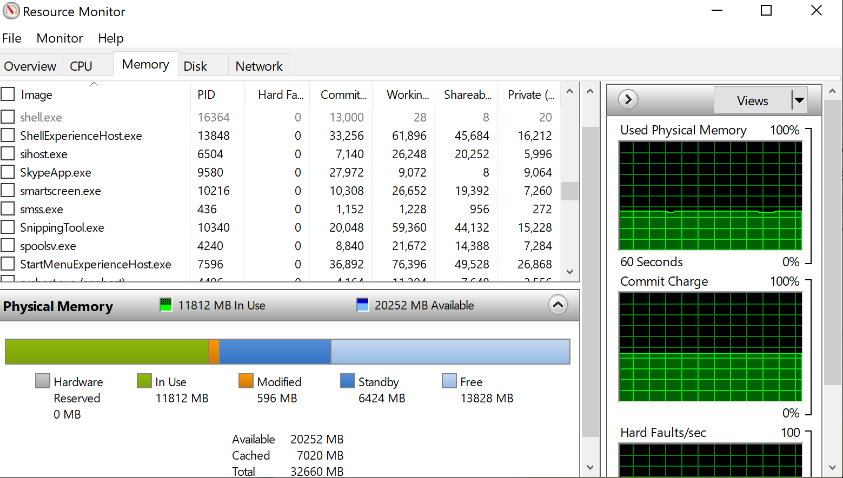 Resource Monitor
File Monitor Help
Overview CPU Memory Disk Network
Image PID Hard Fa... Commit... Workin... Shareab... Private (...
shell.exe 16364 0 13,000 28 8 20
ShellExperienceHost.exe 13848 0 33,256 61,896 45,684 16,212
sihost.exe 6504 0 7,140 26,248 20,252 5,996
SkypeApp.exe 9580 0 27,972 9,072 8 9,064
smartscreen.exe 10216 0 10,308 26,652 19,392 7,260
smss.exe 436 0 1,152 1,228 956 272
SnippingTool.exe 10340 0 20,048 59,360 44,132 15,228
spoolsv.exe 4240 0 8,840 21,672 14,388 7,284
StartMenuExperienceHost.exe 7596 0 36,892 76,396 49,528 26,868
Physical Memory 11812 MB In Use 20252 MB Available
Hardware Reserved In Use Modified Standby Free
0 MB 11812 MB 596 MB 6424 MB 13828 MB
Available 20252 MB
Cached 7020 MB
Total 32660 MB
Views
Used Physical Memory 100%
60 Seconds 0%
Commit Charge 100%
0%
Hard Faults/sec 100